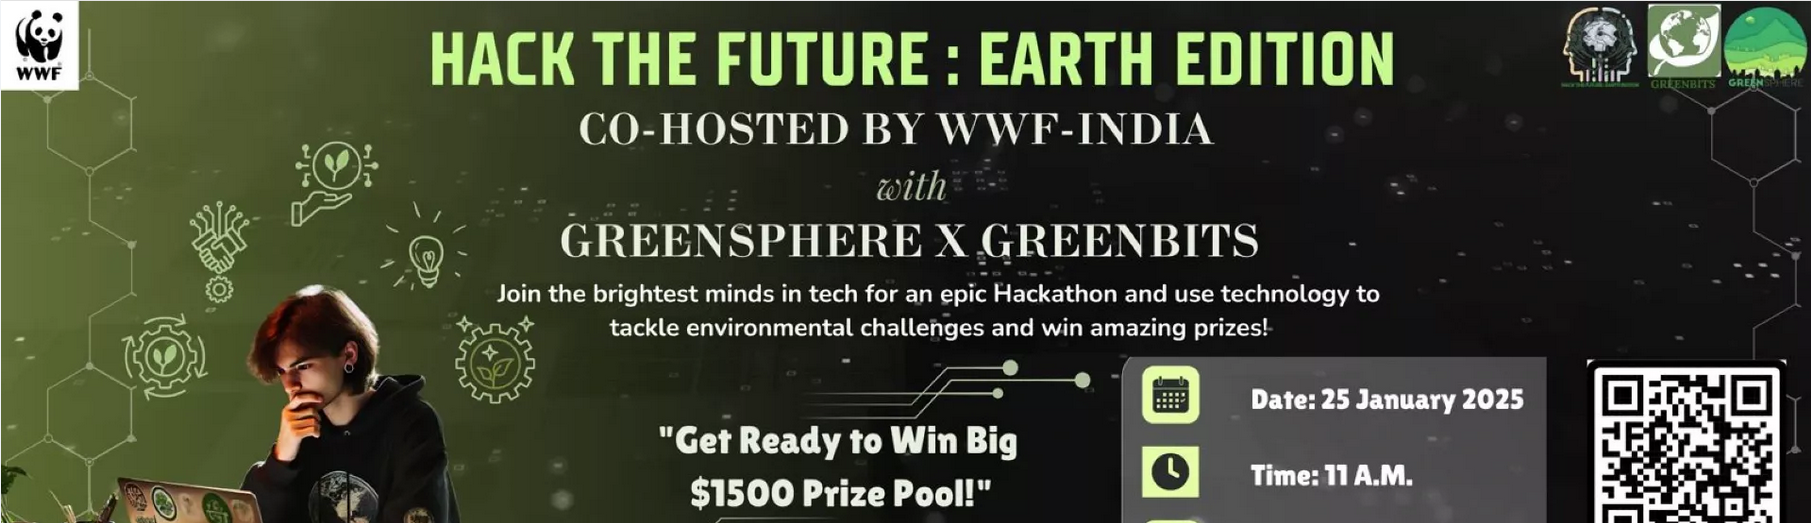 WWF
HACK THE FUTURE : EARTH EDITION
GREENBITS
GREENSPHERE
CO-HOSTED BY WWF-INDIA
with
GREENSPHERE X GREENBITS
Join the brightest minds in tech for an epic Hackathon and use technology to
tackle environmental challenges and win amazing prizes!
"Get Ready to Win Big
$1500 Prize Pool!"
Date: 25 January 2025
Time: 11 A.M.